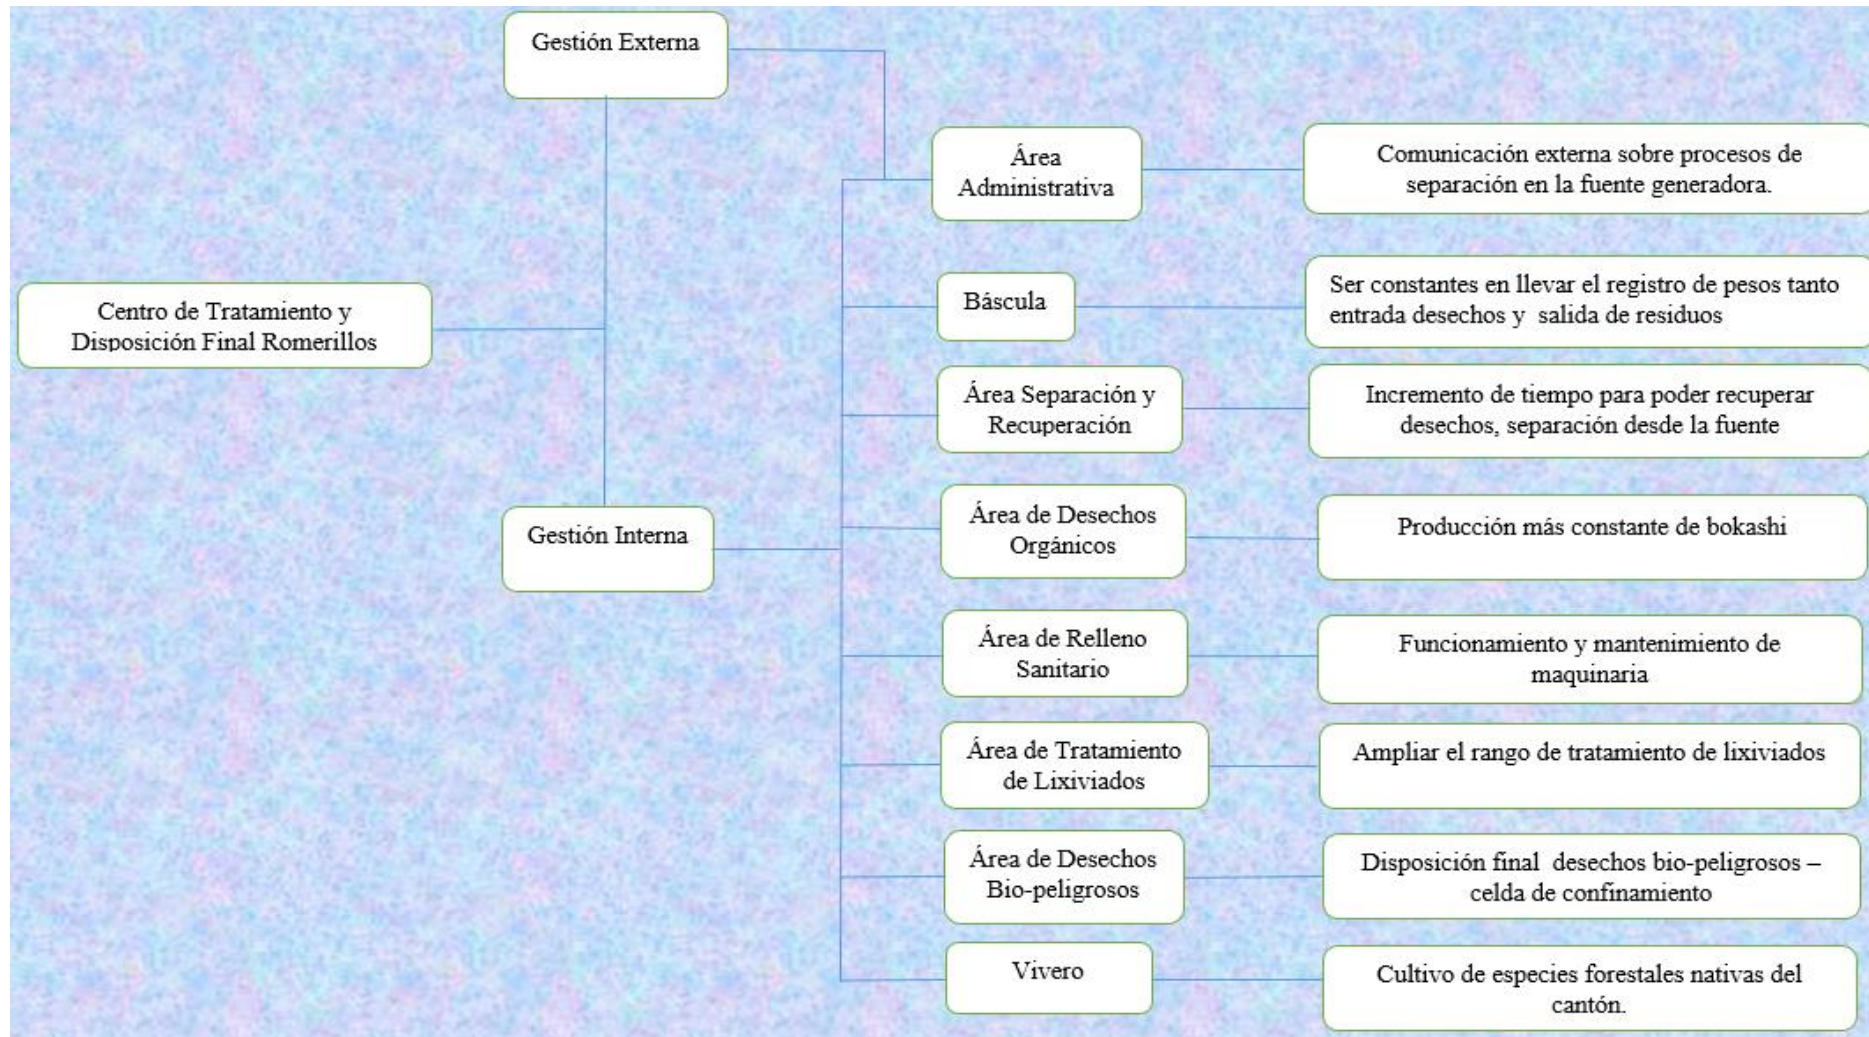 Gestión Externa
Área
Administrativa
Comunicación externa sobre procesos de
separación en la fuente generadora.
Centro de Tratamiento y
Disposición Final Romerillos
Báscula
Ser constantes en llevar el registro de pesos tanto
entrada desechos y  salida de residuos
Área Separación y
Recuperación
Incremento de tiempo para poder recuperar
desechos, separación desde la fuente
Gestión Interna
Área de Desechos
Orgánicos
Producción más constante de bokashi
Área de Relleno
Sanitario
Funcionamiento y mantenimiento de
maquinaria
Área de Tratamiento
de Lixiviados
Ampliar el rango de tratamiento de lixiviados
Área de Desechos
Bio-peligrosos
Disposición final  desechos bio-peligrosos –
celda de confinamiento
Vivero
Cultivo de especies forestales nativas del
cantón.